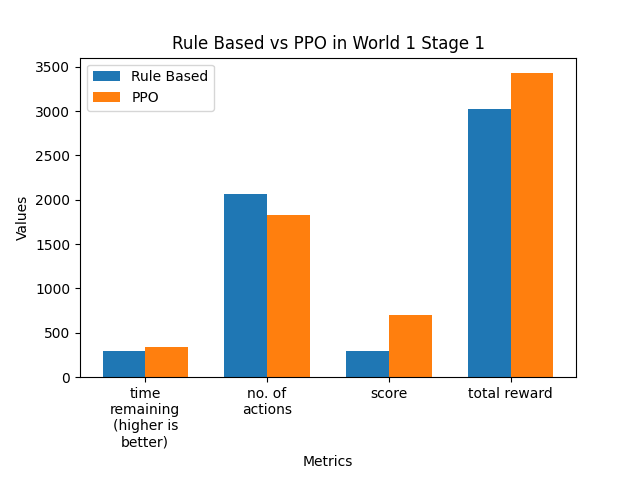 Rule Based vs PPO in World 1 Stage 1
Rule Based
PPO
Values
3500
3000
2500
2000
1500
1000
500
0
time
remaining
(higher is
better)
no. of
actions
score
total reward
Metrics